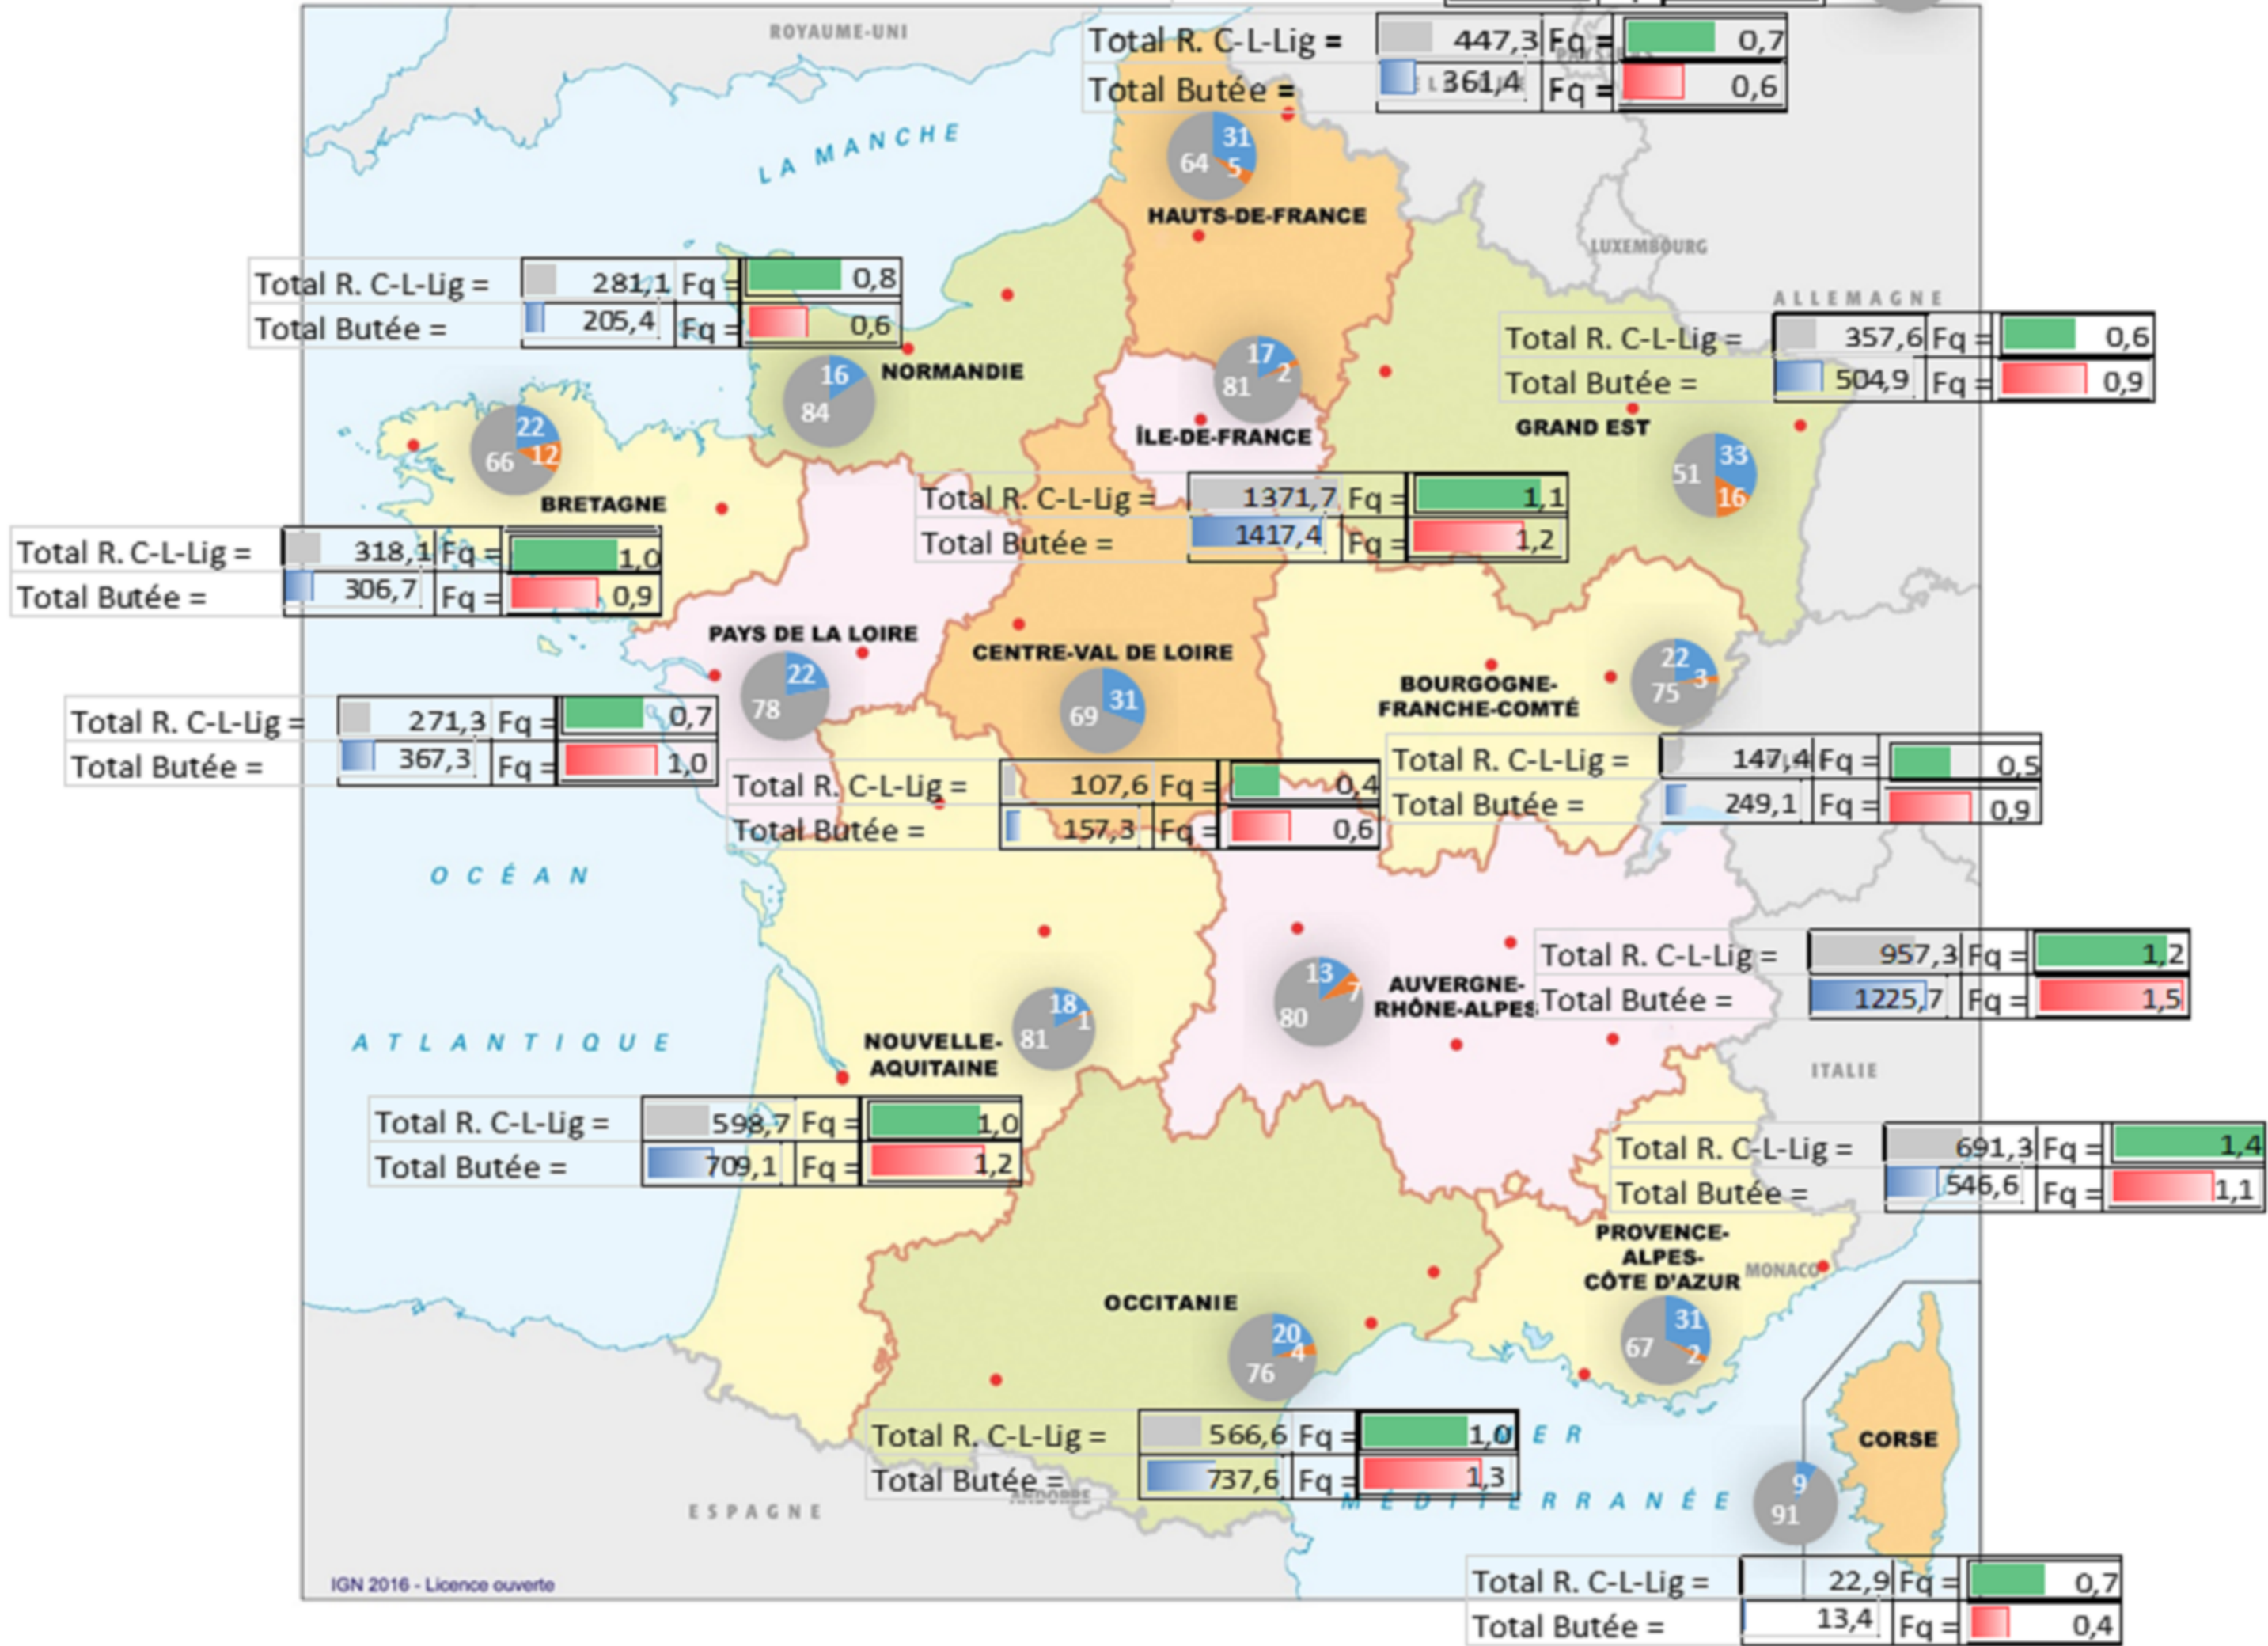 ROYAUME-UNI
Total R. C-L-Lig = 447,3 Fq = 0,7
Total Butée = 361,4 Fq = 0,6
LA MANCHE
31
64
5
HAUTS-DE-FRANCE
LUXEMBOURG
ALLEMAGNE
Total R. C-L-Lig = 281,1 Fq = 0,8
Total Butée = 205,4 Fq = 0,6
Total R. C-L-Lig = 357,6 Fq = 0,6
Total Butée = 504,9 Fq = 0,9
16
84
NORMANDIE
17
2
81
ÎLE-DE-FRANCE
GRAND EST
33
51
16
22
12
66
BRETAGNE
Total R. C-L-Lig = 1371,7 Fq = 1,1
Total Butée = 1417,4 Fq = 1,2
Total R. C-L-Lig = 318,1 Fq = 1,0
Total Butée = 306,7 Fq = 0,9
PAYS DE LA LOIRE
22
78
CENTRE-VAL DE LOIRE
31
69
BOURGOGNE-
FRANCHE-COMTÉ
22
3
75
Total R. C-L-Lig = 271,3 Fq = 0,7
Total Butée = 367,3 Fq = 1,0
Total R. C-L-Lig = 107,6 Fq = 0,4
Total Butée = 157,3 Fq = 0,6
Total R. C-L-Lig = 147,4 Fq = 0,5
Total Butée = 249,1 Fq = 0,9
OCÉAN
ATLANTIQUE
Total R. C-L-Lig = 957,3 Fq = 1,2
Total Butée = 1225,7 Fq = 1,5
13
7
80
AUVERGNE-
RHÔNE-ALPES
18
1
81
NOUVELLE-
AQUITAINE
ITALIE
Total R. C-L-Lig = 598,7 Fq = 1,0
Total Butée = 709,1 Fq = 1,2
Total R. C-L-Lig = 691,3 Fq = 1,4
Total Butée = 546,6 Fq = 1,1
PROVENCE-
ALPES-
CÔTE D'AZUR
MONACO
31
67
2
OCCITANIE
20
4
76
Total R. C-L-Lig = 566,6 Fq = 1,0
Total Butée = 737,6 Fq = 1,3
MER
MÉDITERRANÉE
ANDORRE
ESPAGNE
CORSE
9
91
Total R. C-L-Lig = 22,9 Fq = 0,7
Total Butée = 13,4 Fq = 0,4
IGN 2016 - Licence ouverte